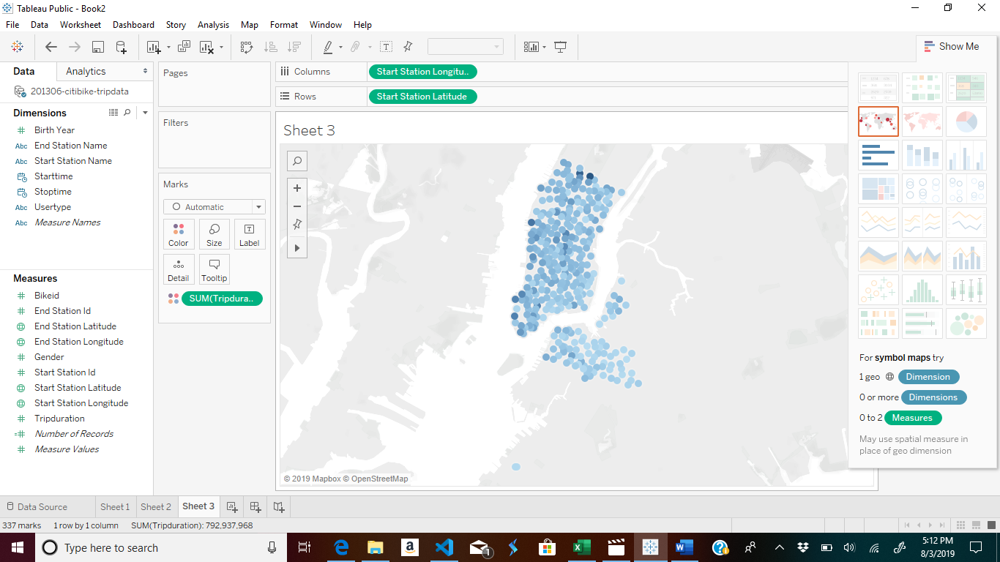 Tableau Public - Book2
File Data Worksheet Dashboard Story Analysis Map Format Window Help
Show Me
Data Analytics
201306-citibike-tripdata
Dimensions
Birth Year
Abc End Station Name
Abc Start Station Name
Starttime
Stoptime
Abc Usertype
Abc Measure Names
Measures
Bikeid
End Station Id
End Station Latitude
End Station Longitude
Gender
Start Station Id
Start Station Latitude
Start Station Longitude
Tripduration
Number of Records
Measure Values
Pages
Filters
Marks
Automatic
Color Size Label
Detail Tooltip
SUM(Tripdura..
Columns Start Station Longitu..
Rows Start Station Latitude
Sheet 3
© 2019 Mapbox © OpenStreetMap
For symbol maps try
1 geo Dimension
0 or more Dimensions
0 to 2 Measures
May use spatial measure in
place of geo dimension
Data Source Sheet 1 Sheet 2 Sheet 3
337 marks 1 row by 1 column SUM(Tripduration): 792,937,968
Type here to search
1
5:12 PM
8/3/2019